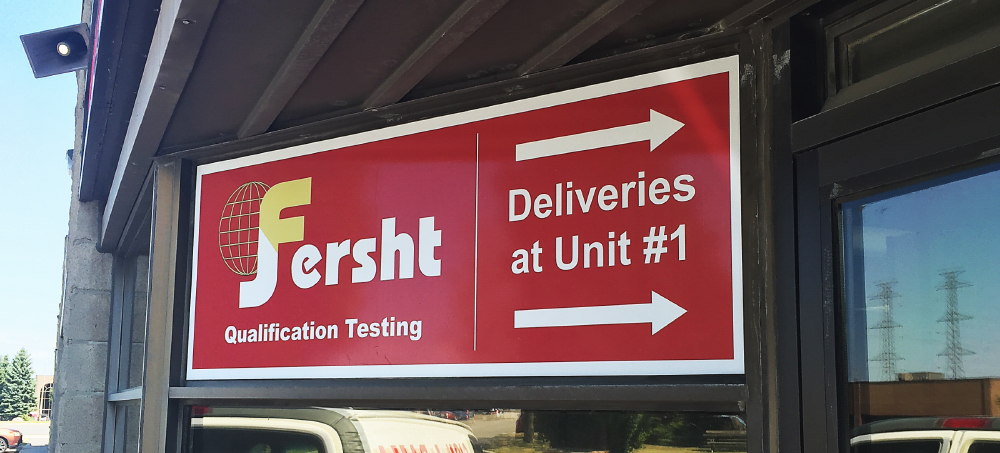 Fersht
Qualification Testing
Deliveries
at Unit #1